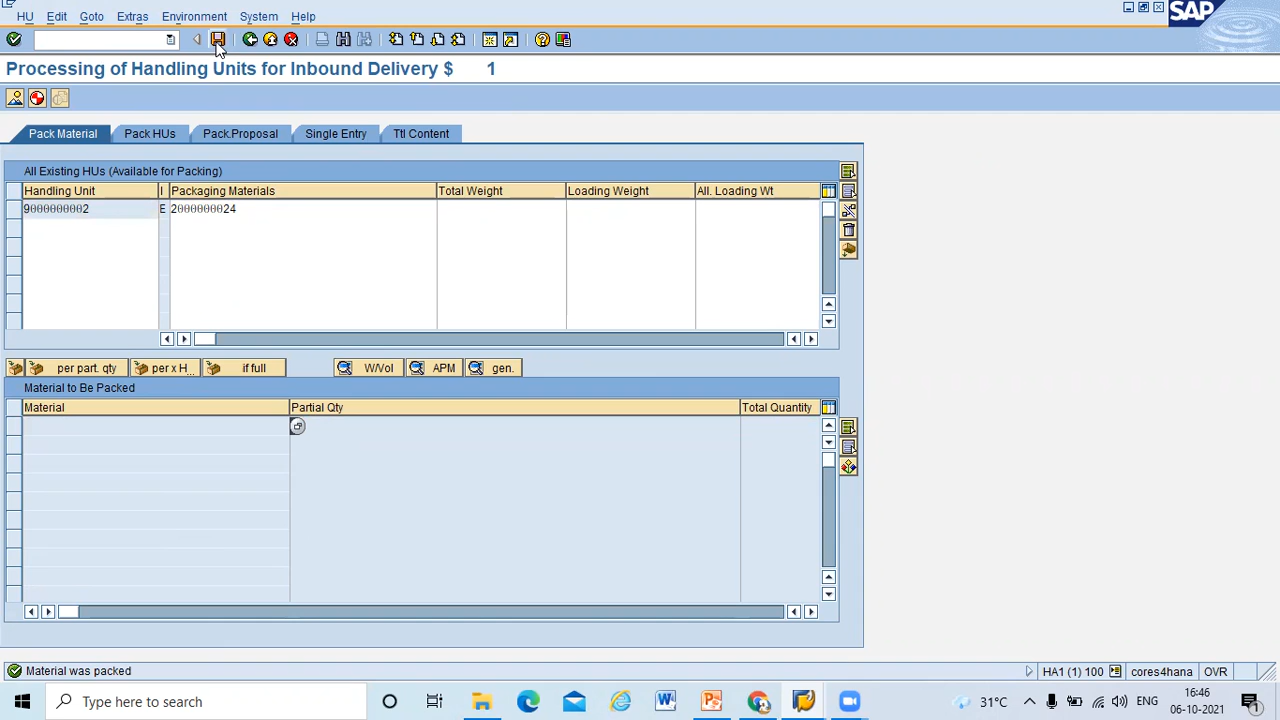 HU Edit Goto Extras Environment System Help
SAP
Processing of Handling Units for Inbound Delivery $ 1
Pack Material Pack HUs Pack.Proposal Single Entry Ttl Content
All Existing HUs (Available for Packing)
Handling Unit I Packaging Materials Total Weight Loading Weight All. Loading Wt
9000000002 E 2000000024
per part. qty per x H... if full W/Vol APM gen.
Material to Be Packed
Material Partial Qty Total Quantity
Material was packed HA1 (1) 100 cores4hana OVR
Type here to search 31°C ENG 16:46
06-10-2021 1